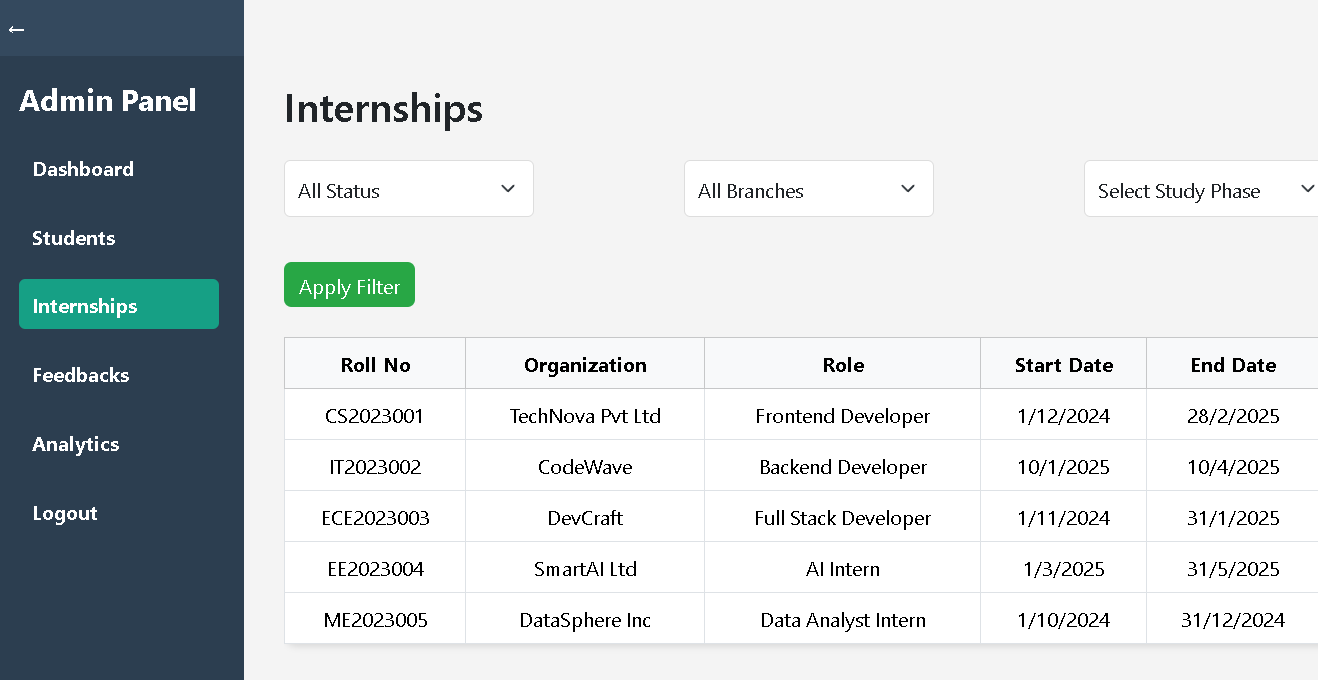 ←
Admin Panel
Dashboard
Students
Internships
Feedbacks
Analytics
Logout
Internships
All Status All Branches Select Study Phase
Apply Filter
Roll No Organization Role Start Date End Date
CS2023001 TechNova Pvt Ltd Frontend Developer 1/12/2024 28/2/2025
IT2023002 CodeWave Backend Developer 10/1/2025 10/4/2025
ECE2023003 DevCraft Full Stack Developer 1/11/2024 31/1/2025
EE2023004 SmartAI Ltd AI Intern 1/3/2025 31/5/2025
ME2023005 DataSphere Inc Data Analyst Intern 1/10/2024 31/12/2024